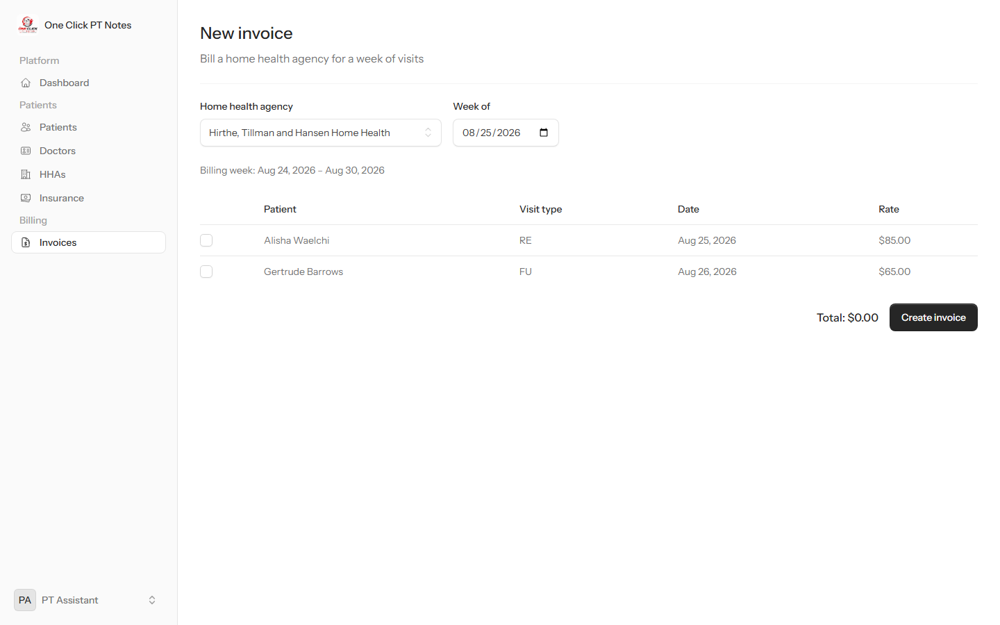 One Click PT Notes
Platform
Dashboard
Patients
Patients
Doctors
HHAs
Insurance
Billing
Invoices
PA PT Assistant
New invoice
Bill a home health agency for a week of visits
Home health agency Week of
Hirthe, Tillman and Hansen Home Health 08/25/2026
Billing week: Aug 24, 2026 – Aug 30, 2026
Patient Visit type Date Rate
Alisha Waelchi RE Aug 25, 2026 $85.00
Gertrude Barrows FU Aug 26, 2026 $65.00
Total: $0.00 Create invoice